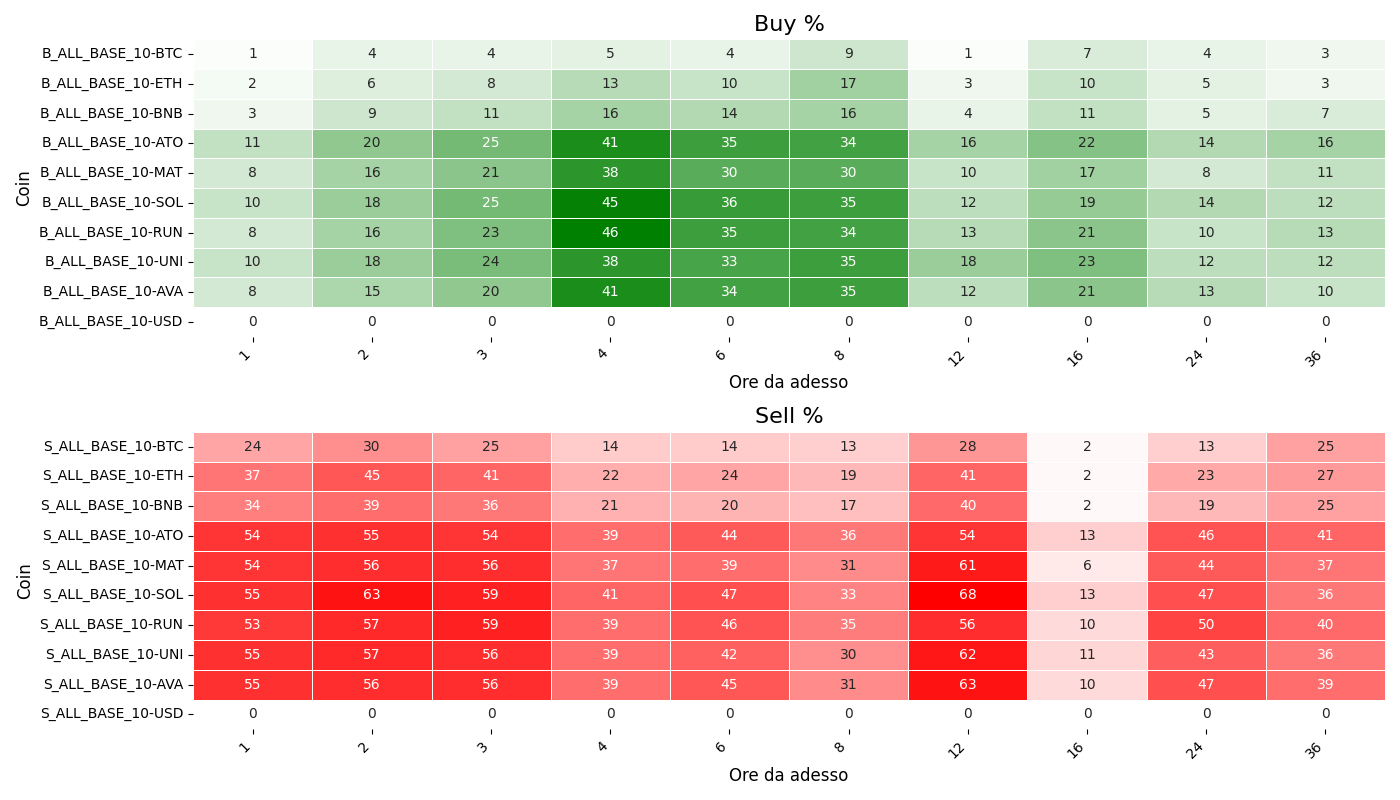 Buy %
Coin
B_ALL_BASE_10-BTC 1 4 4 5 4 9 1 7 4 3
B_ALL_BASE_10-ETH 2 6 8 13 10 17 3 10 5 3
B_ALL_BASE_10-BNB 3 9 11 16 14 16 4 11 5 7
B_ALL_BASE_10-ATO 11 20 25 41 35 34 16 22 14 16
B_ALL_BASE_10-MAT 8 16 21 38 30 30 10 17 8 11
B_ALL_BASE_10-SOL 10 18 25 45 36 35 12 19 14 12
B_ALL_BASE_10-RUN 8 16 23 46 35 34 13 21 10 13
B_ALL_BASE_10-UNI 10 18 24 38 33 35 18 23 12 12
B_ALL_BASE_10-AVA 8 15 20 41 34 35 12 21 13 10
B_ALL_BASE_10-USD 0 0 0 0 0 0 0 0 0 0
1 2 3 4 6 8 12 16 24 36
Ore da adesso
Sell %
Coin
S_ALL_BASE_10-BTC 24 30 25 14 14 13 28 2 13 25
S_ALL_BASE_10-ETH 37 45 41 22 24 19 41 2 23 27
S_ALL_BASE_10-BNB 34 39 36 21 20 17 40 2 19 25
S_ALL_BASE_10-ATO 54 55 54 39 44 36 54 13 46 41
S_ALL_BASE_10-MAT 54 56 56 37 39 31 61 6 44 37
S_ALL_BASE_10-SOL 55 63 59 41 47 33 68 13 47 36
S_ALL_BASE_10-RUN 53 57 59 39 46 35 56 10 50 40
S_ALL_BASE_10-UNI 55 57 56 39 42 30 62 11 43 36
S_ALL_BASE_10-AVA 55 56 56 39 45 31 63 10 47 39
S_ALL_BASE_10-USD 0 0 0 0 0 0 0 0 0 0
1 2 3 4 6 8 12 16 24 36
Ore da adesso